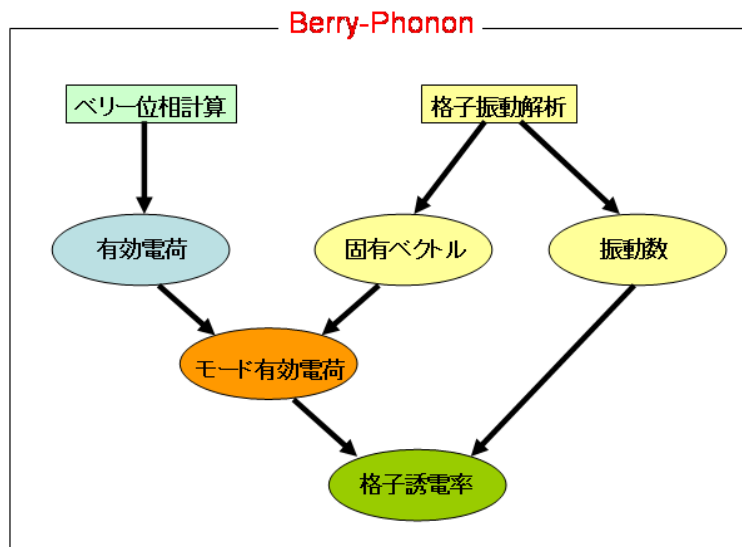 Berry-Phonon
ベリー位相計算
格子振動解析
有効電荷
固有ベクトル
振動数
モード有効電荷
格子誘電率